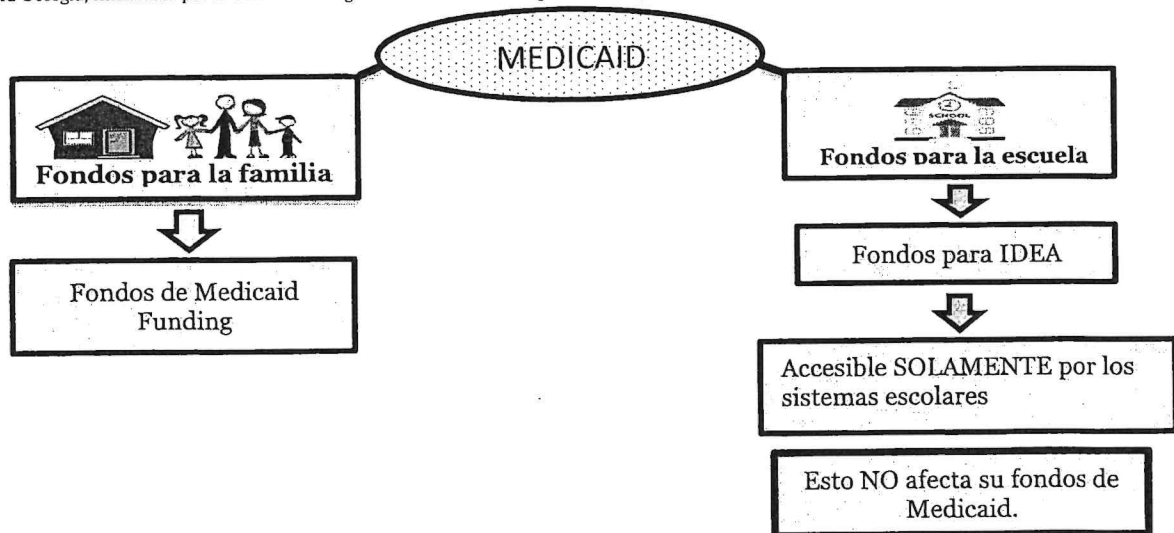 MEDICAID
Fondos para la familia
Fondos de Medicaid
Funding
SCHOOL
Fondos para la escuela
Fondos para IDEA
Accesible SOLAMENTE por los
sistemas escolares
Esto NO afecta su fondos de
Medicaid.